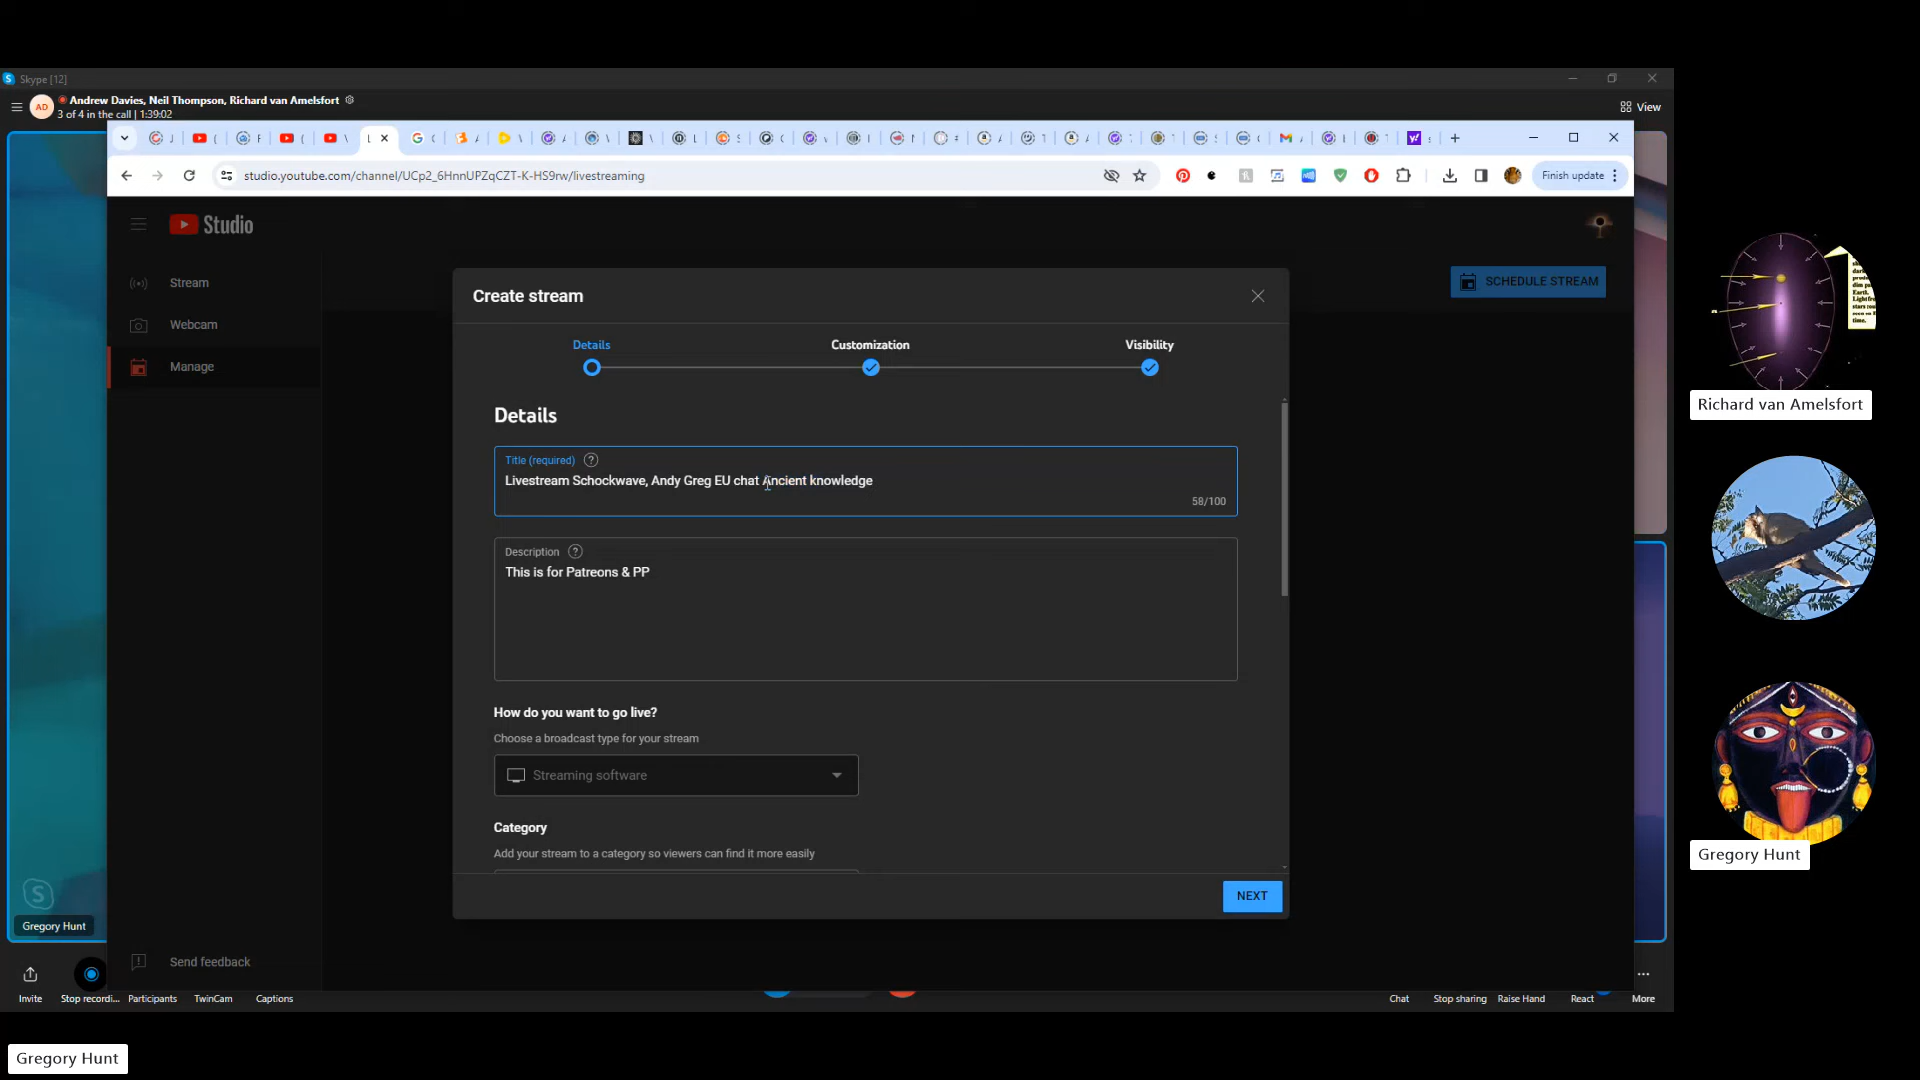 Skype [12]
AD
Andrew Davies, Neil Thompson, Richard van Amelsfort
3 of 4 in the call | 1:39:02
View
studio.youtube.com/channel/UCp2_6HnnUPZqCZT-K-HS9rw/livestreaming
Finish update
Studio
SCHEDULE STREAM
Stream
Webcam
Manage
Send feedback
Create stream
Details
Customization
Visibility
Details
Title (required)
Livestream Schockwave, Andy Greg EU chat Ancient knowledge
58/100
Description
This is for Patreons & PP
How do you want to go live?
Choose a broadcast type for your stream
Streaming software
Category
Add your stream to a category so viewers can find it more easily
NEXT
Gregory Hunt
Invite
Stop recordi...
Participants
TwinCam
Captions
Chat
Stop sharing
Raise Hand
React
More
Richard van Amelsfort
Gregory Hunt
Gregory Hunt